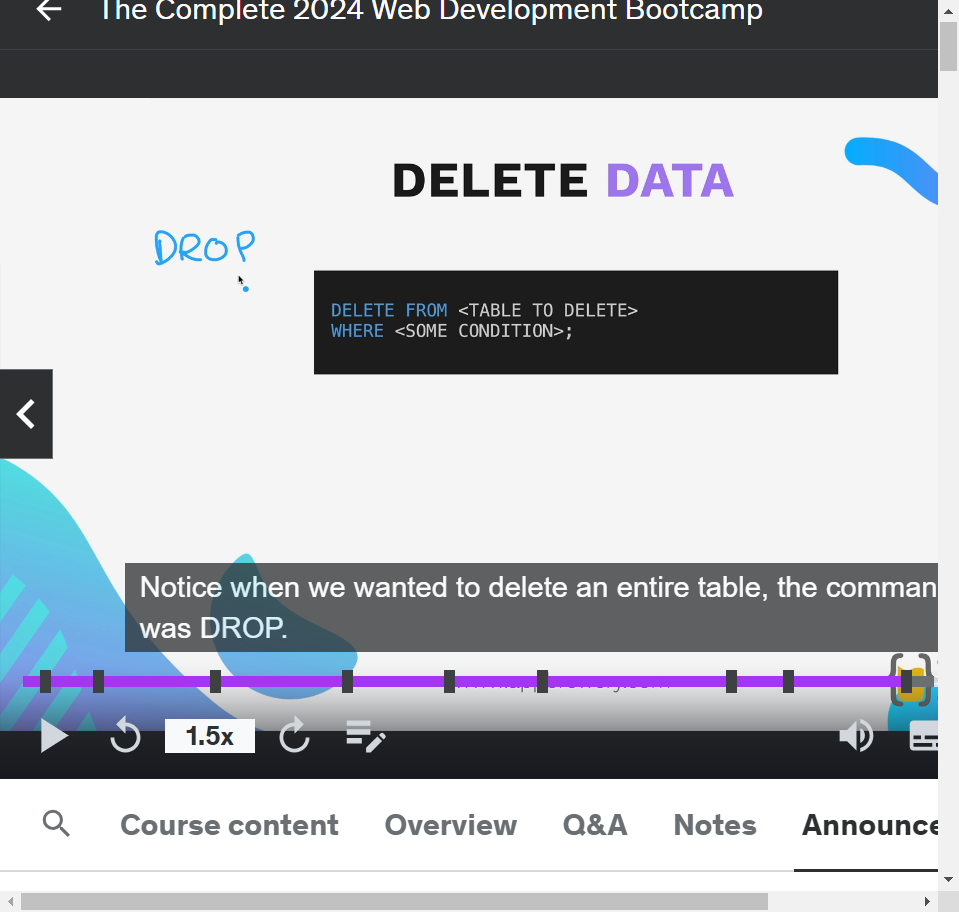 The Complete 2024 Web Development Bootcamp
DELETE DATA
DROP
DELETE FROM <TABLE TO DELETE>
WHERE <SOME CONDITION>;
Notice when we wanted to delete an entire table, the comman
was DROP.
1.5x
Course content Overview Q&A Notes Announce